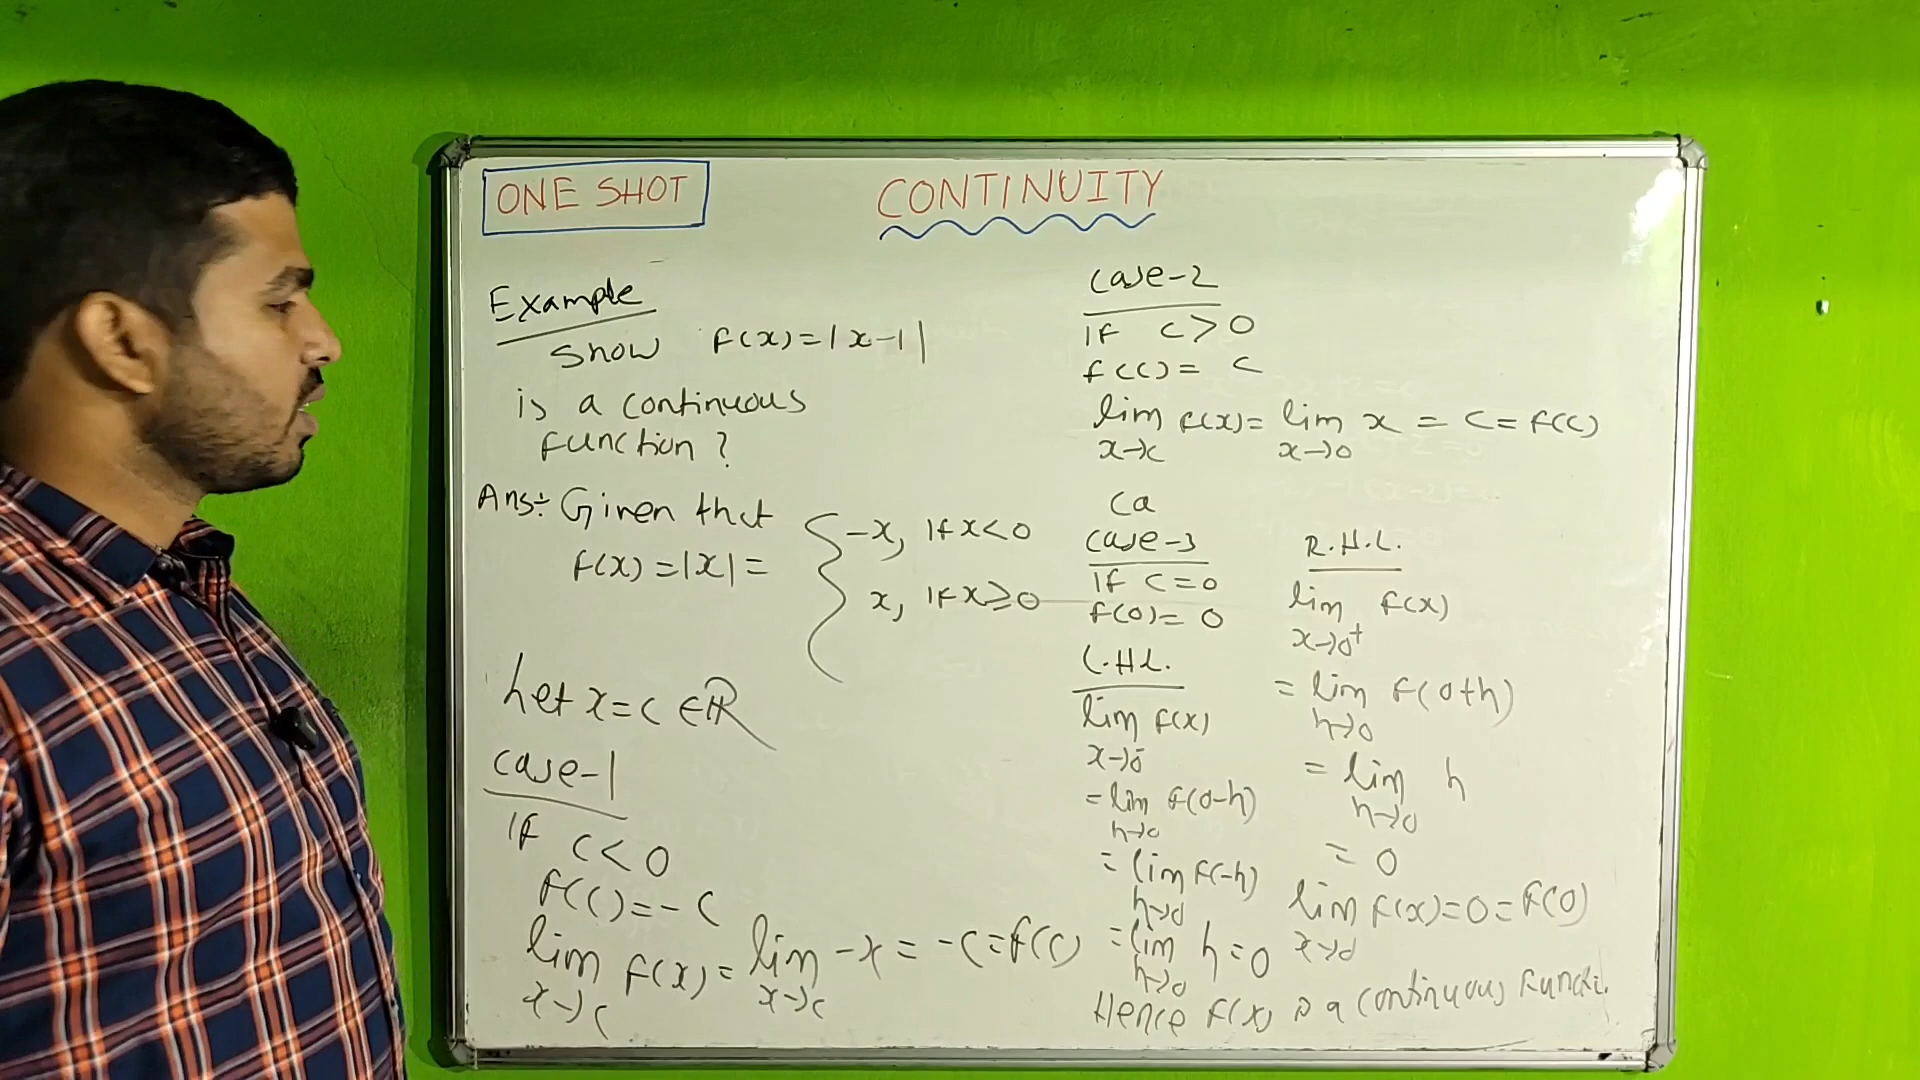 ONE SHOT
CONTINUITY
Example
Show f(x)=|x-1|
is a continuous
function?
Ans÷ Given that
f(x)=|x|= { -x, If x<0
x, If x≥0
Let x=c ∈ℝ
case-1
If c<0
f(c)=-c
lim f(x)= lim -x = -c=f(c)
x→c x→c
case-2
If c>0
f(c)= c
lim f(x)= lim x = c=f(c)
x→c x→0
Ca
case-3
If c=0
f(0)=0
L.H.L.
lim f(x)
x→0⁻
=lim f(0-h)
h→0
=lim f(-h)
h→0
=lim h=0
h→0
R.H.L.
lim f(x)
x→0⁺
= lim f(0+h)
h→0
= lim h
h→0
= 0
lim f(x)=0=f(0)
x→0
Hence f(x) is a continuous functi.